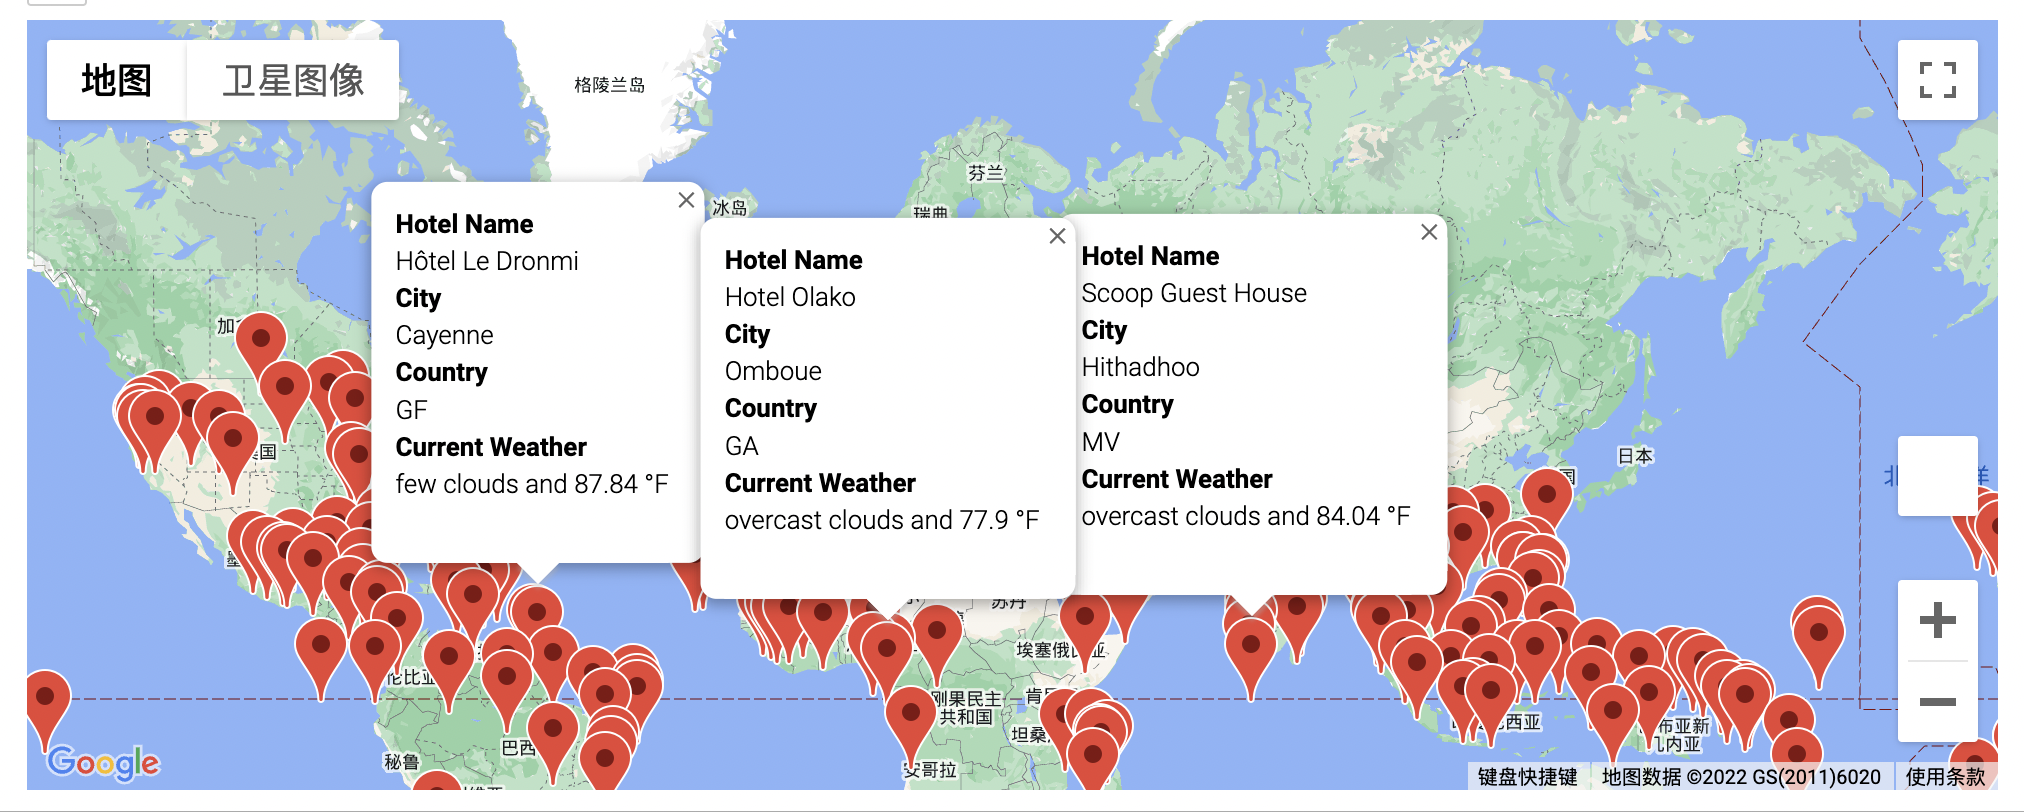 地图
卫星图像
格陵兰岛
芬兰
冰岛
瑞典
Hotel Name
Hôtel Le Dronmi
City
Cayenne
Country
GF
Current Weather
few clouds and 87.84 °F
Hotel Name
Hotel Olako
City
Omboue
Country
GA
Current Weather
overcast clouds and 77.9 °F
Hotel Name
Scoop Guest House
City
Hithadhoo
Country
MV
Current Weather
overcast clouds and 84.04 °F
加
国
日本
国
北
洋
墨
苏丹
埃塞俄
亚
伦比亚
刚果民主
共和国
肯
坦桑
西亚
布亚新
几内亚
巴西
秘鲁
安哥拉
Google
键盘快捷键
地图数据 ©2022 GS(2011)6020
使用条款